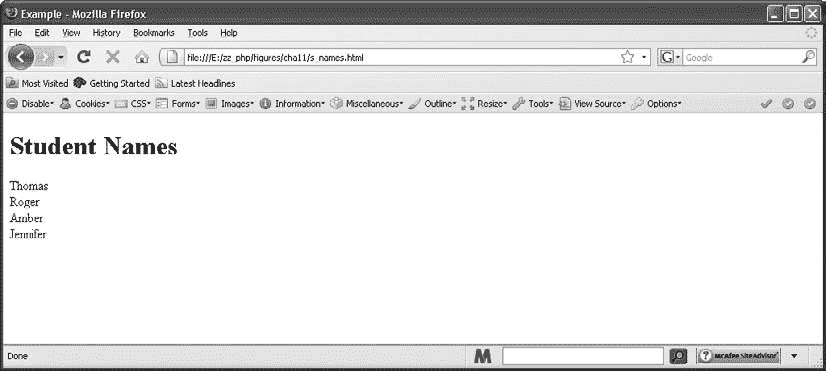 Example - Mozilla Firefox
File Edit View History Bookmarks Tools Help
file:///E:/zz_php/figures/cha11/s_names.html
G Google
Most Visited Getting Started Latest Headlines
Disable Cookies CSS Forms Images Information Miscellaneous Outline Resize Tools View Source Options
Student Names
Thomas
Roger
Amber
Jennifer
Done
M
McAfee SiteAdvisor